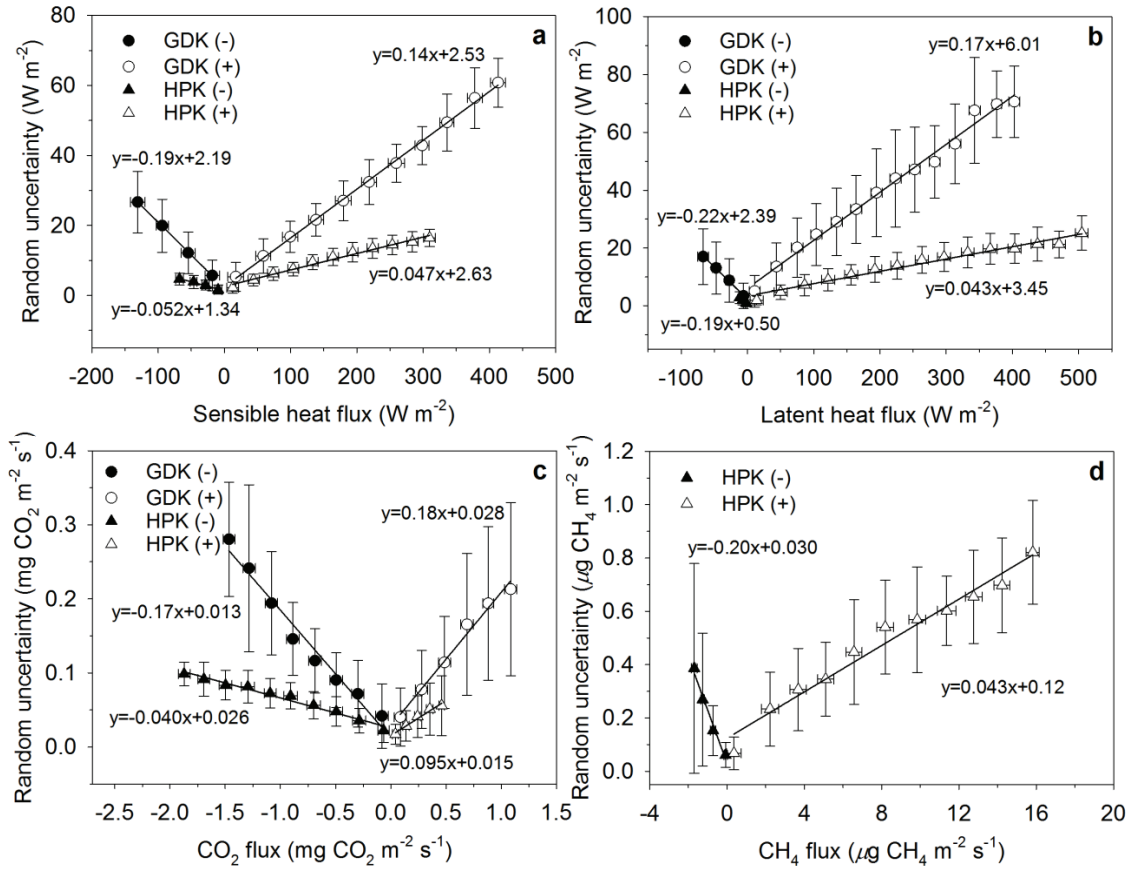 a
GDK (-)
GDK (+)
HPK (-)
HPK (+)
y=0.14x+2.53
y=-0.19x+2.19
y=0.047x+2.63
y=-0.052x+1.34
80
60
40
20
0
-200 -100 0 100 200 300 400 500
Random uncertainty (W m-2)
Sensible heat flux (W m-2)
b
GDK (-)
GDK (+)
HPK (-)
HPK (+)
y=0.17x+6.01
y=-0.22x+2.39
y=0.043x+3.45
y=-0.19x+0.50
100
80
60
40
20
0
-100 0 100 200 300 400 500
Random uncertainty (W m-2)
Latent heat flux (W m-2)
c
GDK (-)
GDK (+)
HPK (-)
HPK (+)
y=0.18x+0.028
y=-0.17x+0.013
y=-0.040x+0.026
y=0.095x+0.015
0.4
0.3
0.2
0.1
0.0
-2.5 -2.0 -1.5 -1.0 -0.5 0.0 0.5 1.0 1.5
Random uncertainty (mg CO2 m-2 s-1)
CO2 flux (mg CO2 m-2 s-1)
d
HPK (-)
HPK (+)
y=-0.20x+0.030
y=0.043x+0.12
1.2
1.0
0.8
0.6
0.4
0.2
0.0
-4 0 4 8 12 16 20
Random uncertainty (μg CH4 m-2 s-1)
CH4 flux (μg CH4 m-2 s-1)